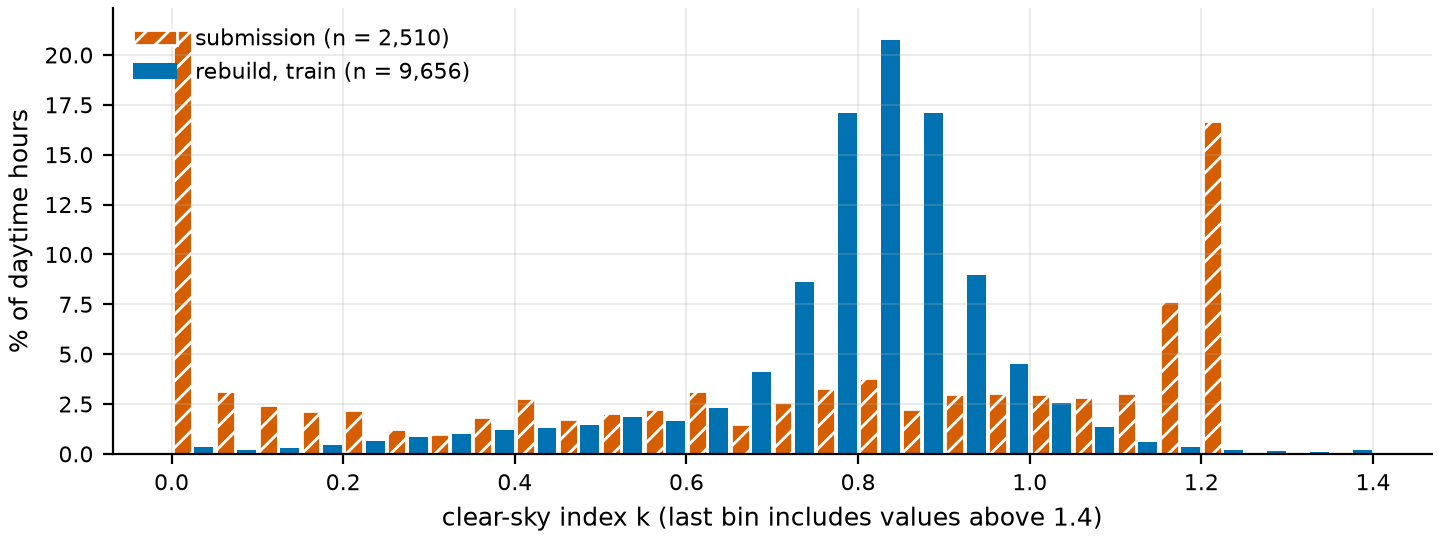 submission (n = 2,510)
rebuild, train (n = 9,656)
% of daytime hours
20.0
17.5
15.0
12.5
10.0
7.5
5.0
2.5
0.0
0.0 0.2 0.4 0.6 0.8 1.0 1.2 1.4
clear-sky index k (last bin includes values above 1.4)